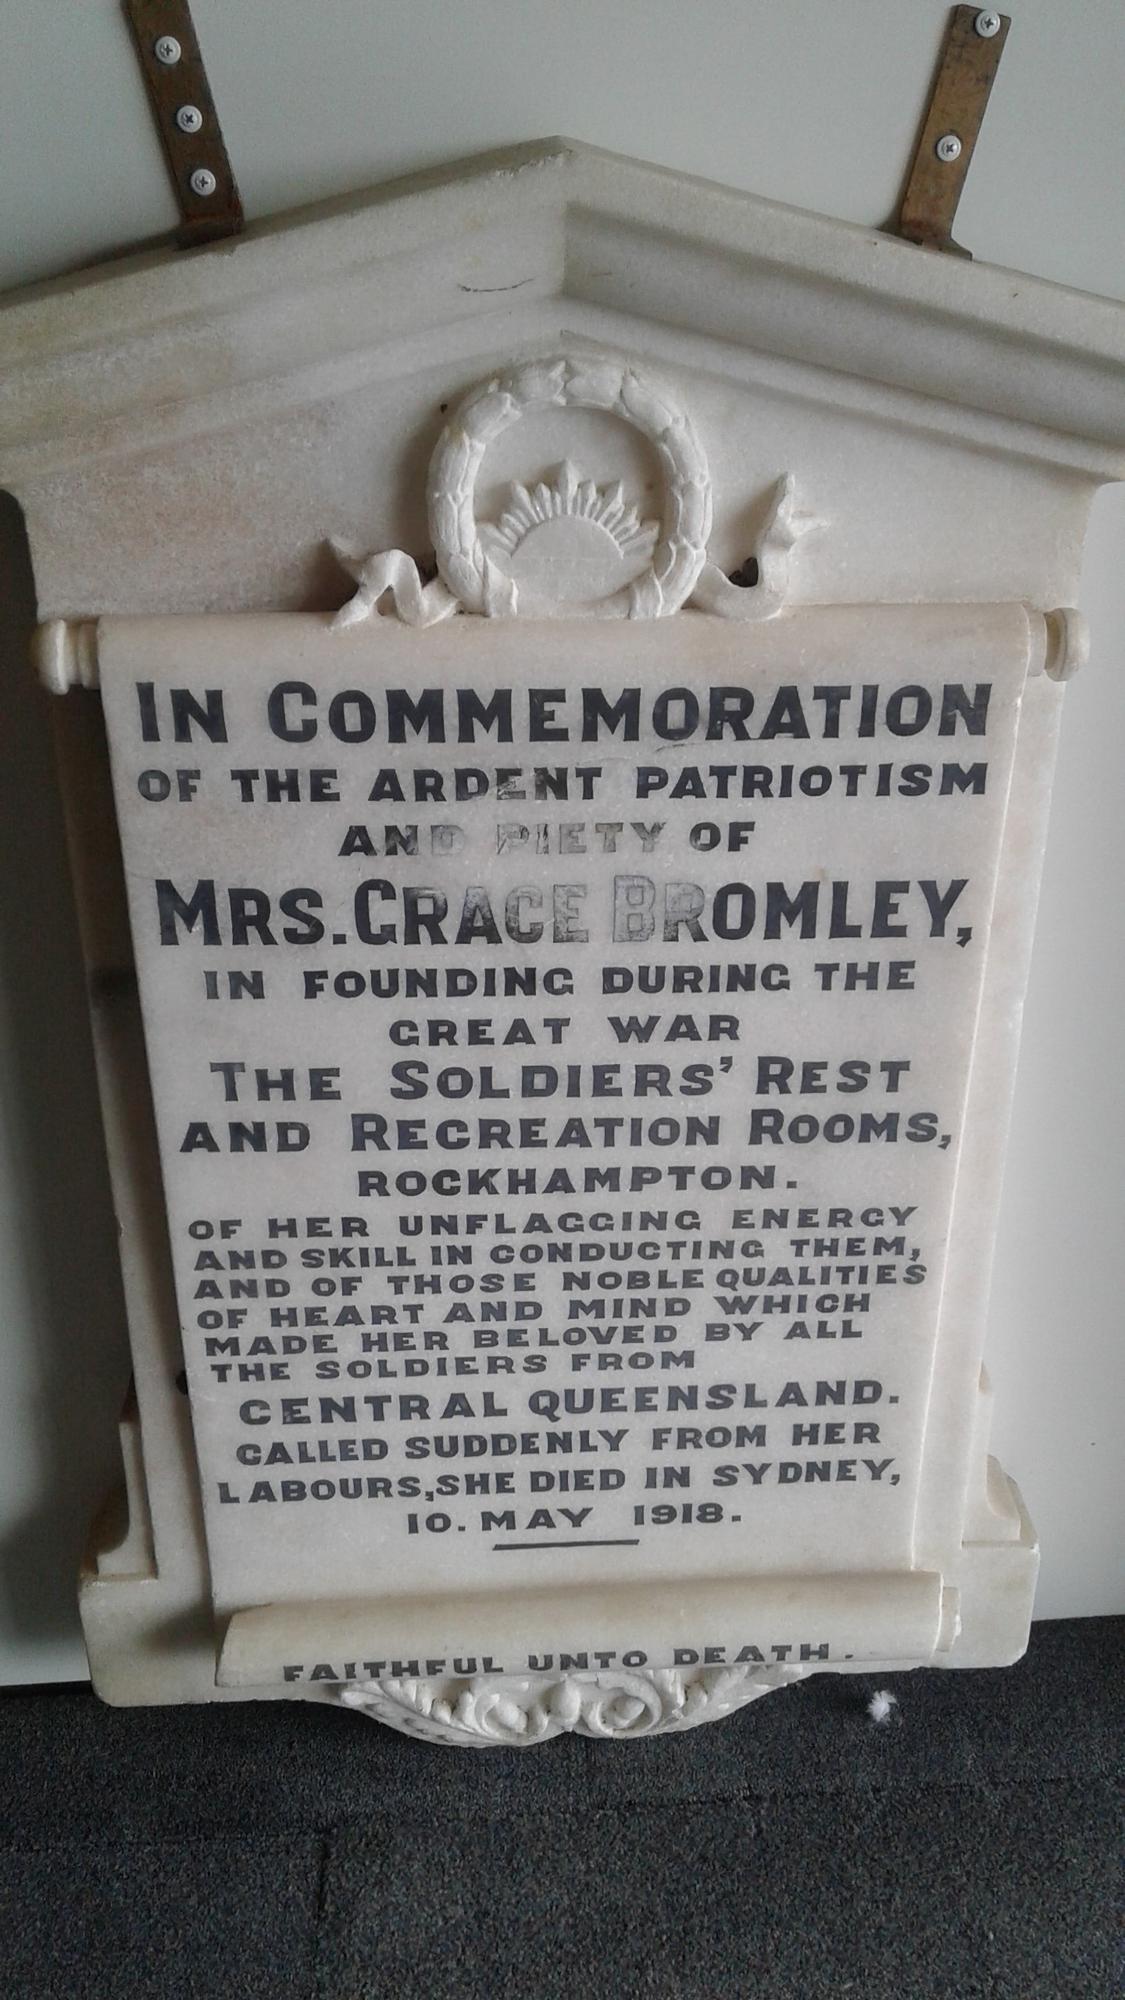 IN COMMEMORATION
OF THE ARDENT PATRIOTISM
AND PIETY OF
MRS. GRACE BROMLEY,
IN FOUNDING DURING THE
GREAT WAR
THE SOLDIERS' REST
AND RECREATION ROOMS,
ROCKHAMPTON.
OF HER UNFLAGGING ENERGY
AND SKILL IN CONDUCTING THEM,
AND OF THOSE NOBLE QUALITIES
OF HEART AND MIND WHICH
MADE HER BELOVED BY ALL
THE SOLDIERS FROM
CENTRAL QUEENSLAND.
CALLED SUDDENLY FROM HER
LABOURS, SHE DIED IN SYDNEY,
10. MAY 1918.
FAITHFUL UNTO DEATH.